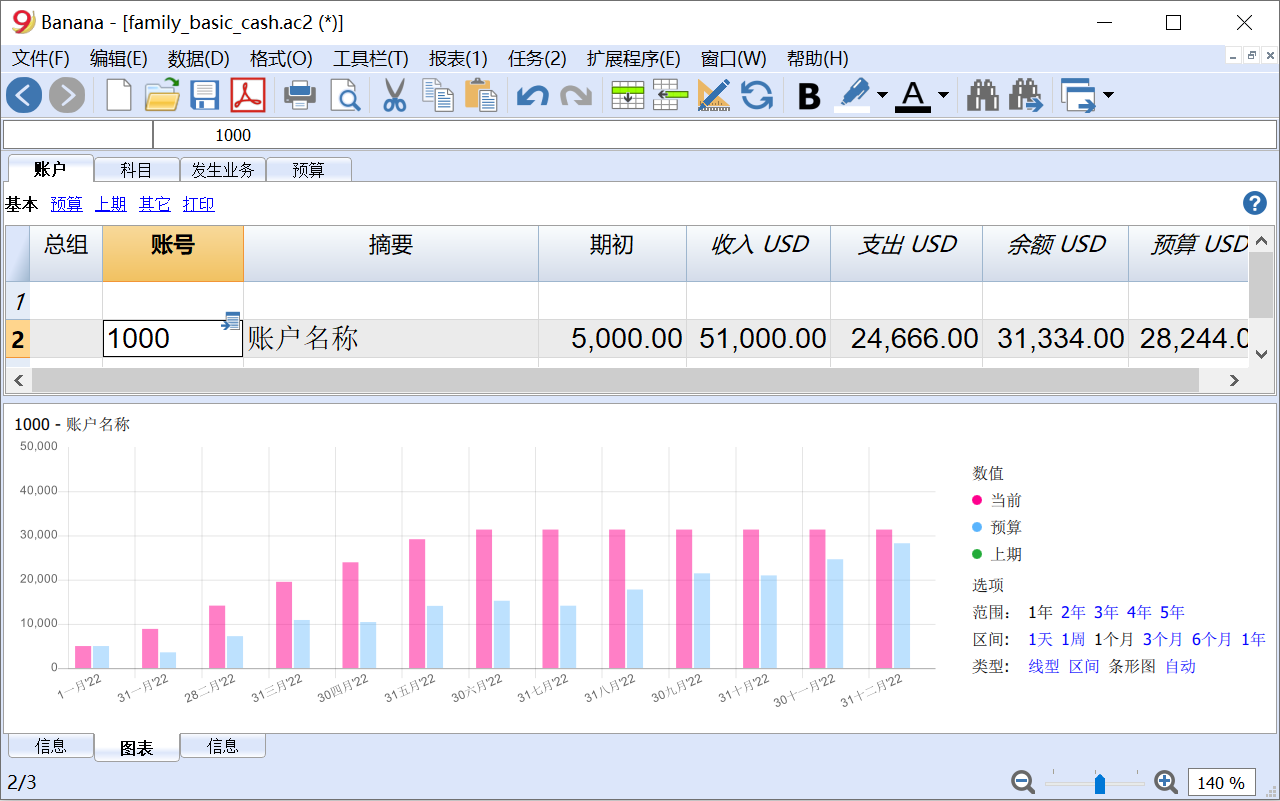 Banana - [family_basic_cash.ac2 (*)]
文件(F) 编辑(E) 数据(D) 格式(O) 工具栏(T) 报表(1) 任务(2) 扩展程序(E) 窗口(W) 帮助(H)
B A
1000
账户 科目 发生业务 预算
基本 预算 上期 其它 打印 ?
总组 账号 摘要 期初 收入 USD 支出 USD 余额 USD 预算 USD
1
2 1000 账户名称 5,000.00 51,000.00 24,666.00 31,334.00 28,244.0
1000 - 账户名称
50,000
40,000
30,000
20,000
10,000
0
1一月'22 31一月'22 28二月'22 31三月'22 30四月'22 31五月'22 30六月'22 31七月'22 31八月'22 30九月'22 31十月'22 30十一月'22 31十二月'22
数值
当前
预算
上期
选项
范围: 1年 2年 3年 4年 5年
区间: 1天 1周 1个月 3个月 6个月 1年
类型: 线型 区间 条形图 自动
信息 图表 信息
2/3 140 %